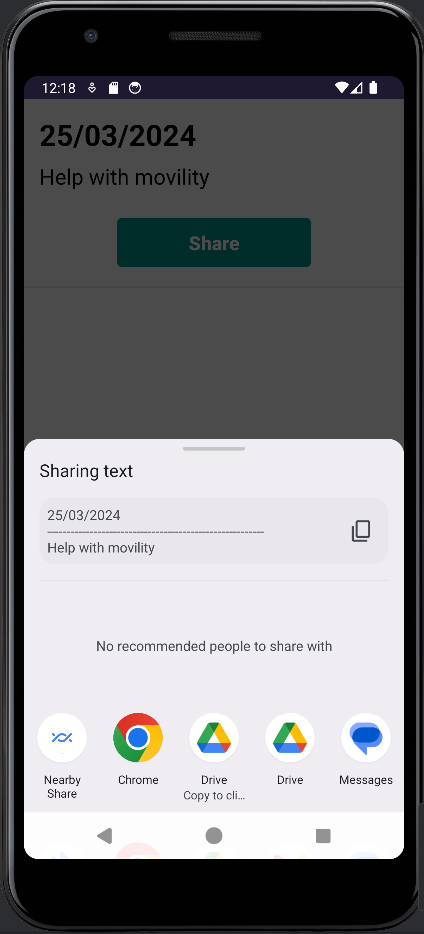 12:18
25/03/2024
Help with movility
Share
Sharing text
25/03/2024
------------------------------------------------------
Help with movility
No recommended people to share with
Nearby Share
Chrome
Drive
Copy to cli...
Drive
Messages